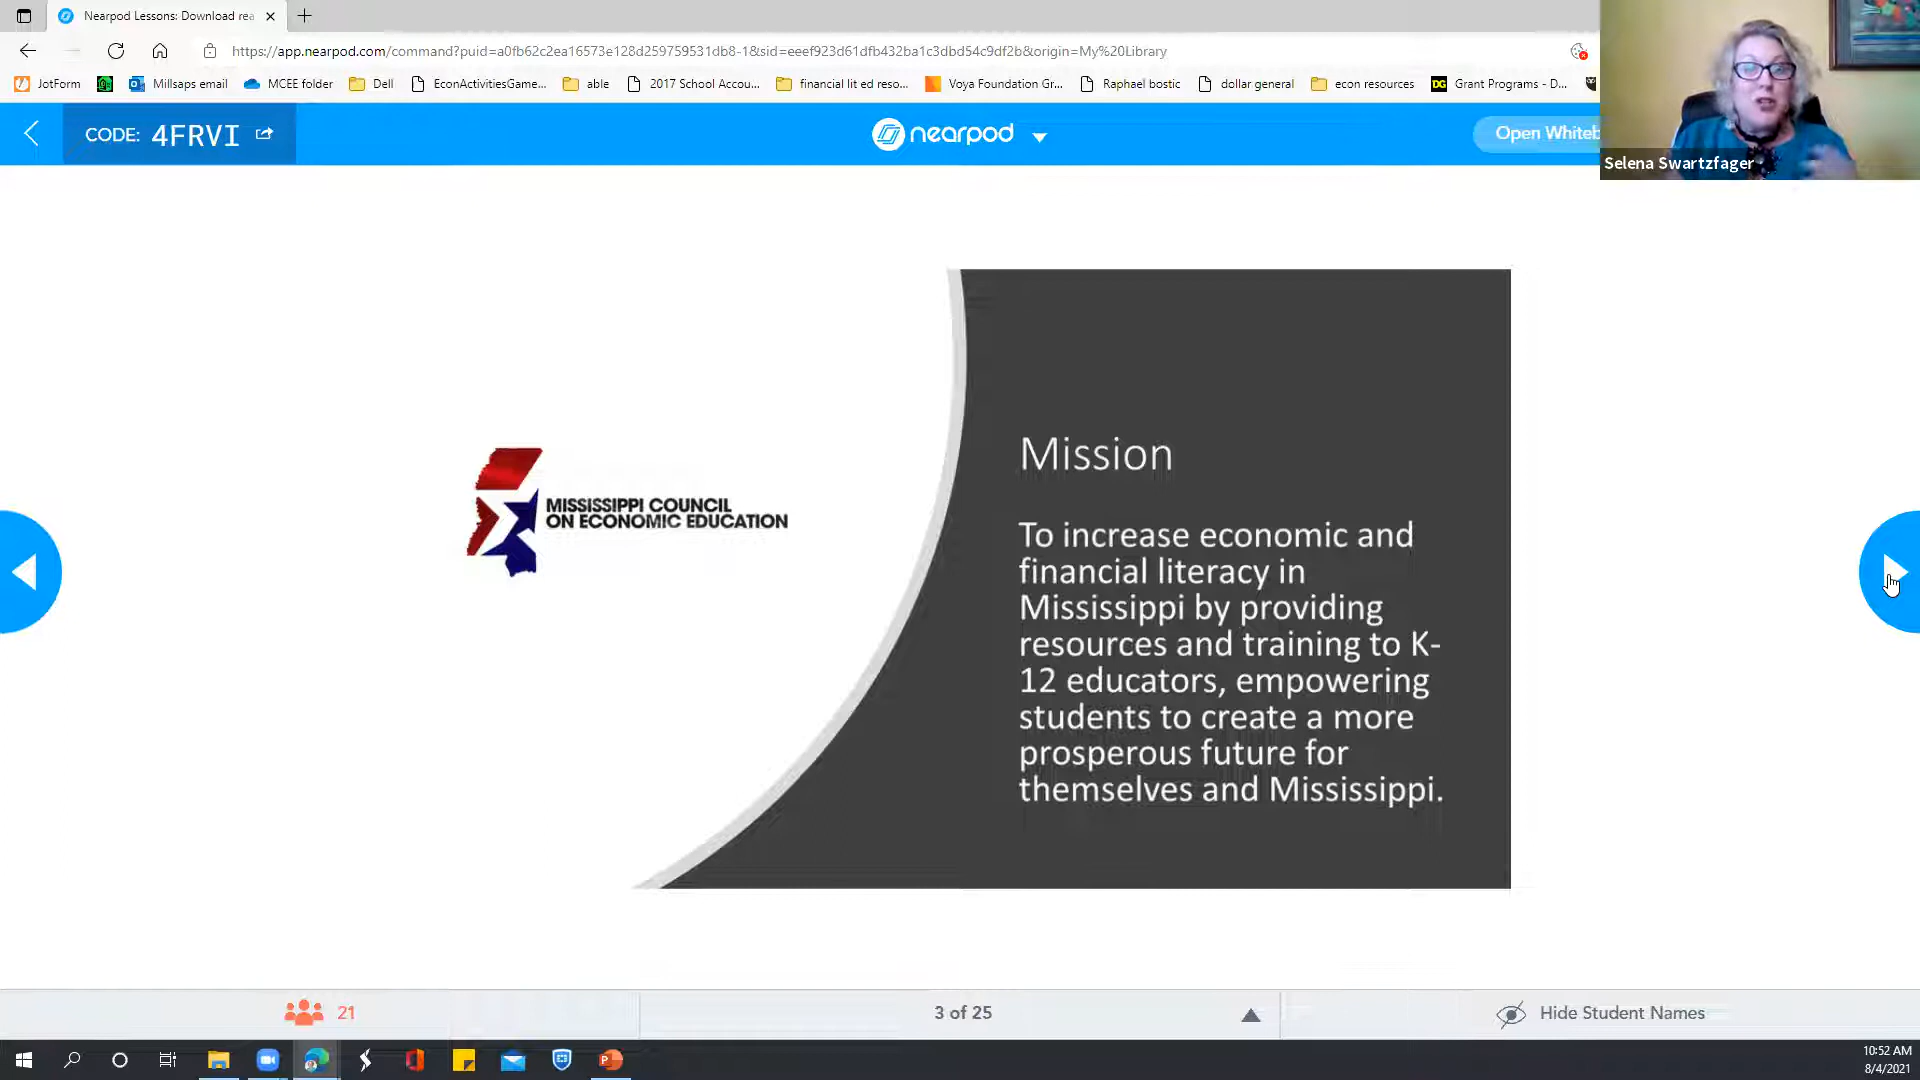 Nearpod Lessons: Download rea
https://app.nearpod.com/command?puid=a0fb62c2ea16573e128d259759531db8-1&sid=eeef923d61dfb432ba1c3dbd54c9df2b&origin=My%20Library
JotForm Millsaps email MCEE folder Dell EconActivitiesGame... able 2017 School Accou... financial lit ed reso... Voya Foundation Gr... Raphael bostic dollar general econ resources DG Grant Programs - D...
CODE: 4FRVI nearpod Open Whiteb
Selena Swartzfager
MISSISSIPPI COUNCIL
ON ECONOMIC EDUCATION
Mission
To increase economic and
financial literacy in
Mississippi by providing
resources and training to K-
12 educators, empowering
students to create a more
prosperous future for
themselves and Mississippi.
21 3 of 25 Hide Student Names
10:52 AM
8/4/2021